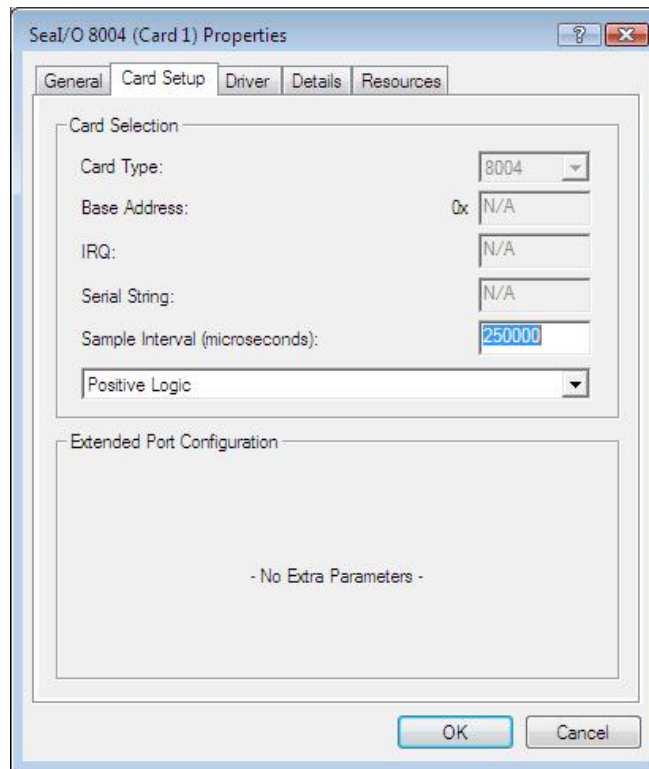 SeaI/O 8004 (Card 1) Properties
General Card Setup Driver Details Resources
Card Selection
Card Type: 8004
Base Address: 0x N/A
IRQ: N/A
Serial String: N/A
Sample Interval (microseconds): 250000
Positive Logic
Extended Port Configuration
- No Extra Parameters -
OK Cancel